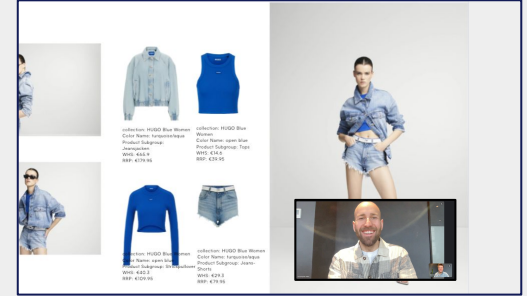 collection: HUGO Blue Women
Color Name: turquoise/aqua
Product Subgroup:
Jeansjacken
WHS: €65.9
RRP: €179.95
collection: HUGO Blue
Women
Color Name: open blue
Product Subgroup: Tops
WHS: €14.6
RRP: €39.95
collection: HUGO Blue Women
Color Name: open blue
Product Subgroup:
WHS: €40.3
RRP: €109.95
collection: HUGO Blue Women
Color Name: turquoise/aqua
Product Subgroup: Jeans-
Shorts
WHS: €29.3
RRP: €79.95